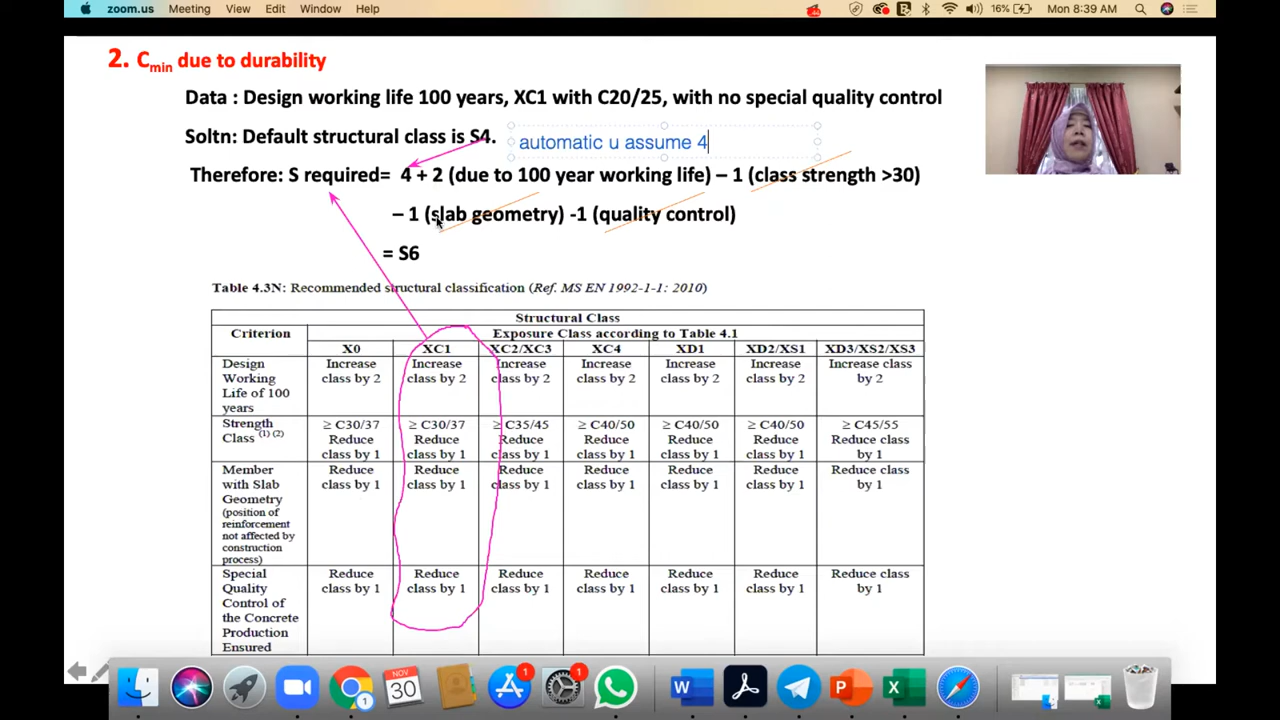 zoom.us Meeting View Edit Window Help 16% Mon 8:39 AM
2. Cmin due to durability
Data : Design working life 100 years, XC1 with C20/25, with no special quality control
Soltn: Default structural class is S4. automatic u assume 4
Therefore: S required= 4 + 2 (due to 100 year working life) – 1 (class strength >30)
– 1 (slab geometry) -1 (quality control)
= S6
Table 4.3N: Recommended structural classification (Ref. MS EN 1992-1-1: 2010)
Structural Class
Criterion Exposure Class according to Table 4.1
X0 XC1 XC2/XC3 XC4 XD1 XD2/XS1 XD3/XS2/XS3
Design Increase Increase Increase Increase Increase Increase Increase class
Working class by 2 class by 2 class by 2 class by 2 class by 2 class by 2 by 2
Life of 100
years
Strength ≥ C30/37 ≥ C30/37 ≥ C35/45 ≥ C40/50 ≥ C40/50 ≥ C40/50 ≥ C45/55
Class (1) (2) Reduce Reduce Reduce Reduce Reduce Reduce Reduce class
class by 1 class by 1 class by 1 class by 1 class by 1 class by 1 by 1
Member Reduce Reduce Reduce Reduce Reduce Reduce Reduce class
with Slab class by 1 class by 1 class by 1 class by 1 class by 1 class by 1 by 1
Geometry
(position of
reinforcement
not affected by
construction
process)
Special Reduce Reduce Reduce Reduce Reduce Reduce Reduce class
Quality class by 1 class by 1 class by 1 class by 1 class by 1 class by 1 by 1
Control of
the Concrete
Production
Ensured
NOV
30
1
1
1
W
P
X